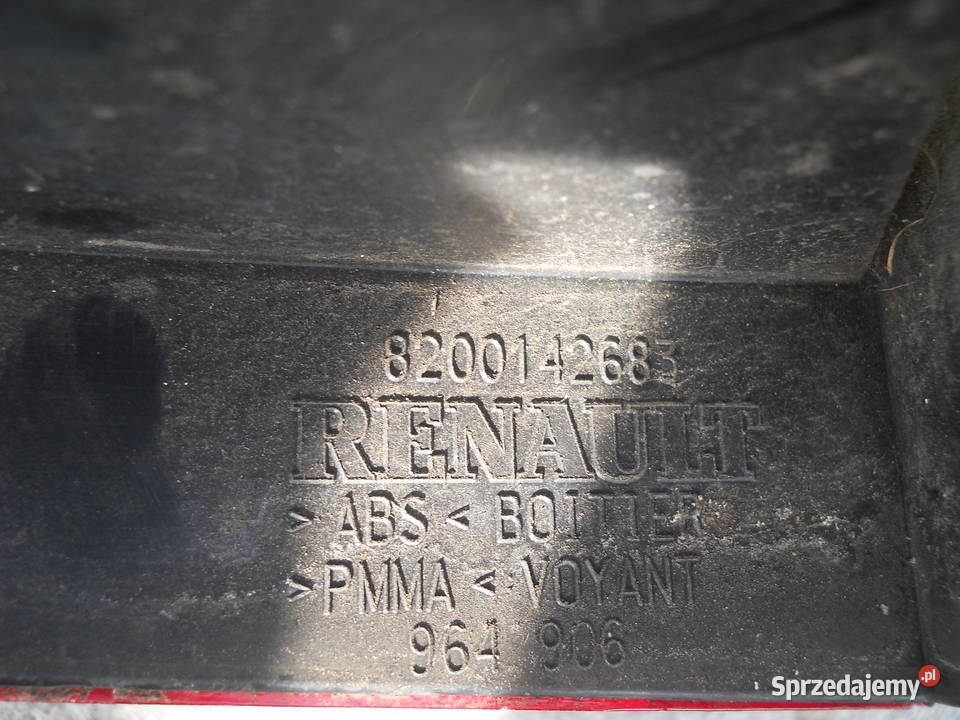 8200142683
RENAULT
>ABS< BOITIER
>PMMA< VOYANT
964 906
Sprzedajemy.pl